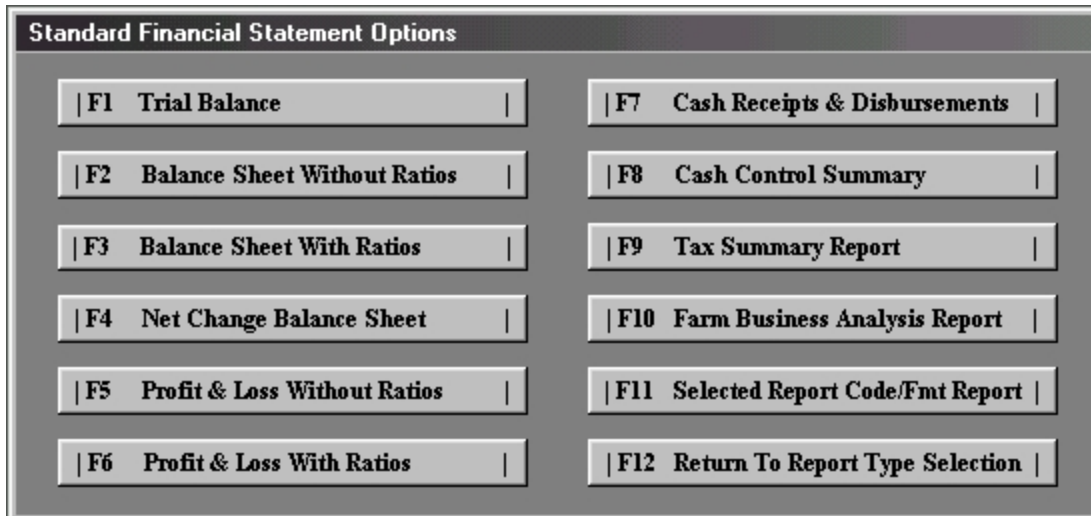 Standard Financial Statement Options
|F1 Trial Balance |
|F2 Balance Sheet Without Ratios |
|F3 Balance Sheet With Ratios |
|F4 Net Change Balance Sheet |
|F5 Profit & Loss Without Ratios |
|F6 Profit & Loss With Ratios |
|F7 Cash Receipts & Disbursements |
|F8 Cash Control Summary |
|F9 Tax Summary Report |
|F10 Farm Business Analysis Report |
|F11 Selected Report Code/Fmt Report |
|F12 Return To Report Type Selection |